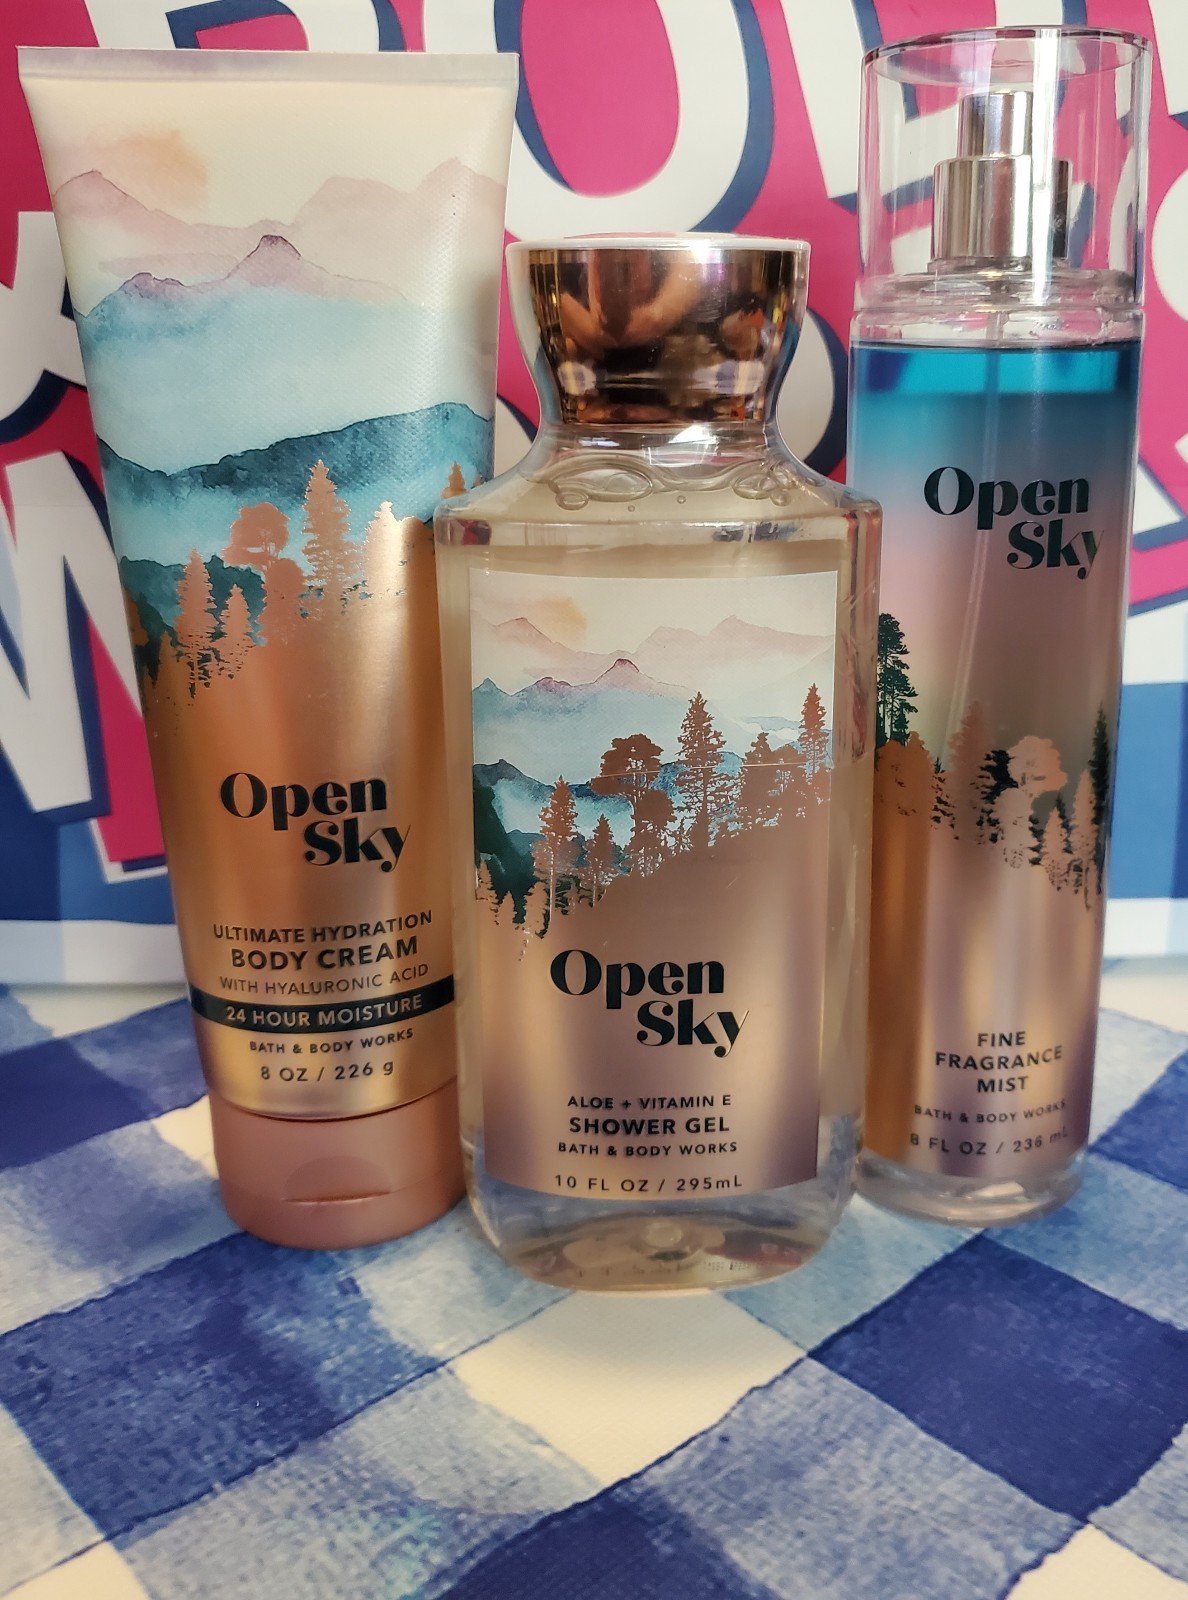 Open
Sky
ULTIMATE HYDRATION
BODY CREAM
WITH HYALURONIC ACID
24 HOUR MOISTURE
BATH & BODY WORKS
8 OZ / 226 g
Open
Sky
ALOE + VITAMIN E
SHOWER GEL
BATH & BODY WORKS
10 FL OZ / 295mL
Open
Sky
FINE
FRAGRANCE
MIST
BATH & BODY WORKS
8 FL OZ / 236 mL